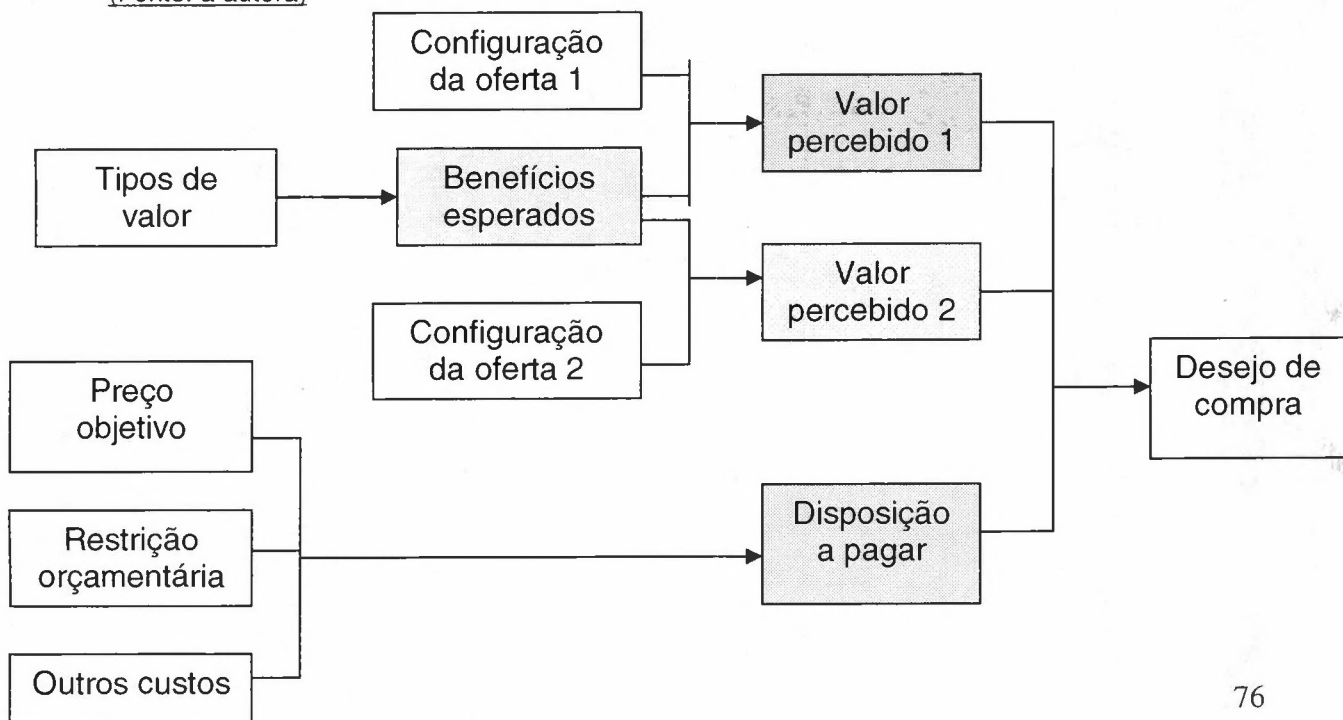 (Fonte: a autora)
Configuração
da oferta 1
Valor
percebido 1
Tipos de
valor
Benefícios
esperados
Valor
percebido 2
Configuração
da oferta 2
Preço
objetivo
Desejo de
compra
Restrição
orçamentária
Disposição
a pagar
Outros custos
76